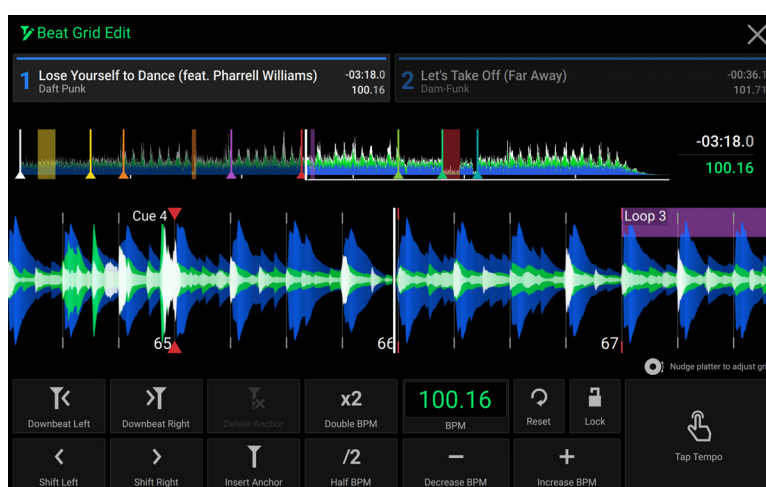 Beat Grid Edit
1 Lose Yourself to Dance (feat. Pharrell Williams) -03:18.0
Daft Punk 100.16
2 Let's Take Off (Far Away) -00:36.1
Dam-Funk 101.71
-03:18.0
100.16
Cue 4
Loop 3
65
66
67
Nudge platter to adjust gri
Downbeat Left
Downbeat Right
Delete Anchor
x2
Double BPM
100.16
BPM
Reset
Lock
Tap Tempo
Shift Left
Shift Right
Insert Anchor
/2
Half BPM
Decrease BPM
Increase BPM